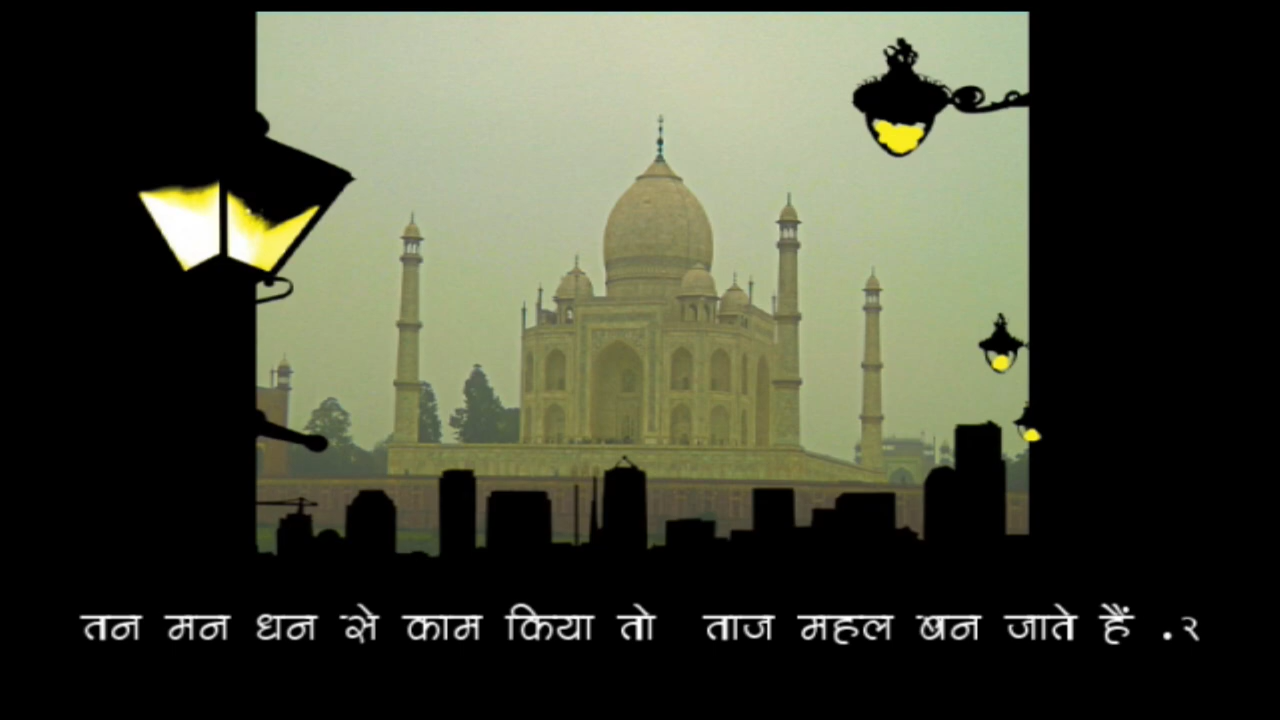 तन मन धन से काम किया तो ताज महल बन जाते हैं .२